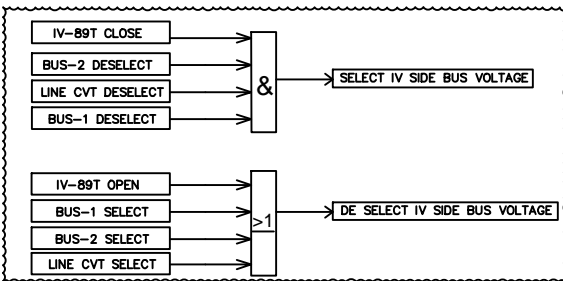 IV-89T CLOSE
BUS-2 DESELECT
LINE CVT DESELECT
BUS-1 DESELECT
&
SELECT IV SIDE BUS VOLTAGE
IV-89T OPEN
BUS-1 SELECT
BUS-2 SELECT
LINE CVT SELECT
>1
DE SELECT IV SIDE BUS VOLTAGE